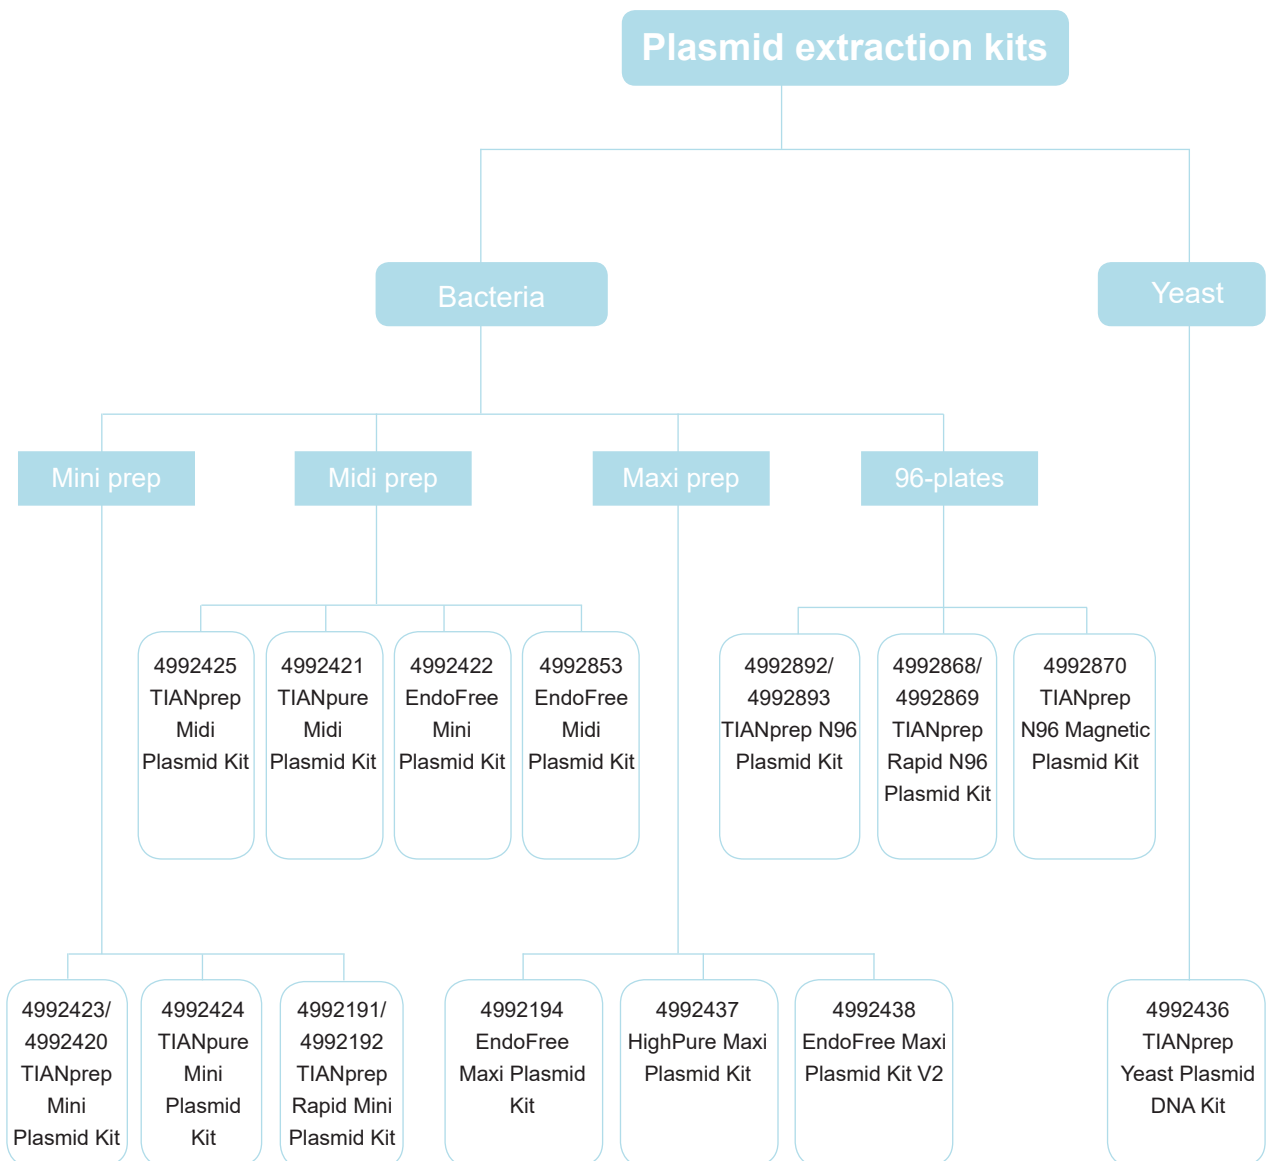 Plasmid extraction kits
Bacteria
Yeast
Mini prep
Midi prep
Maxi prep
96-plates
4992425
TIANprep
Midi
Plasmid Kit
4992421
TIANpure
Midi
Plasmid Kit
4992422
EndoFree
Mini
Plasmid Kit
4992853
EndoFree
Midi
Plasmid Kit
4992892/
4992893
TIANprep N96
Plasmid Kit
4992868/
4992869
TIANprep
Rapid N96
Plasmid Kit
4992870
TIANprep
N96 Magnetic
Plasmid Kit
4992423/
4992420
TIANprep
Mini
Plasmid Kit
4992424
TIANpure
Mini
Plasmid
Kit
4992191/
4992192
TIANprep
Rapid Mini
Plasmid Kit
4992194
EndoFree
Maxi Plasmid
Kit
4992437
HighPure Maxi
Plasmid Kit
4992438
EndoFree Maxi
Plasmid Kit V2
4992436
TIANprep
Yeast Plasmid
DNA Kit